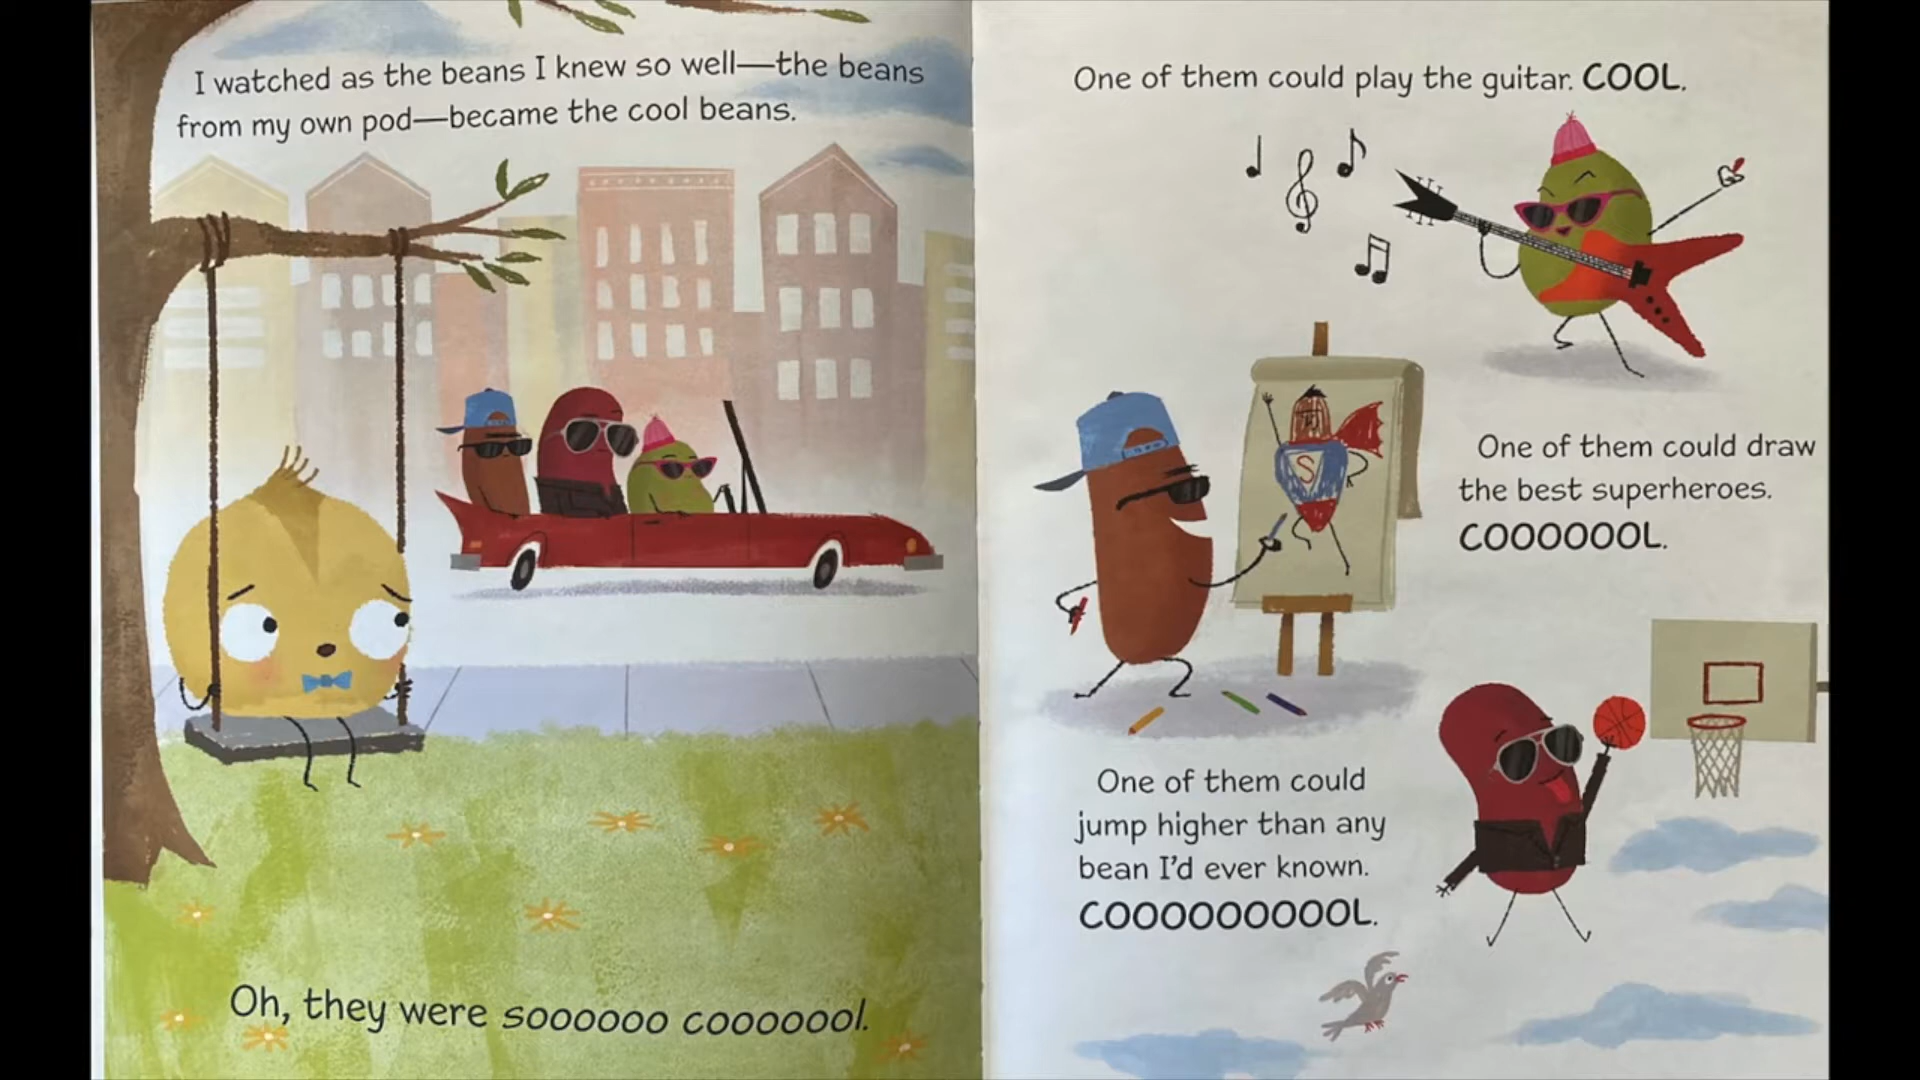 I watched as the beans I knew so well—the beans
from my own pod—became the cool beans.
Oh, they were soooooo cooooool.
One of them could play the guitar. COOL.
One of them could draw
the best superheroes.
COOOOOOL.
S
One of them could
jump higher than any
bean I'd ever known.
COOOOOOOOOOL.